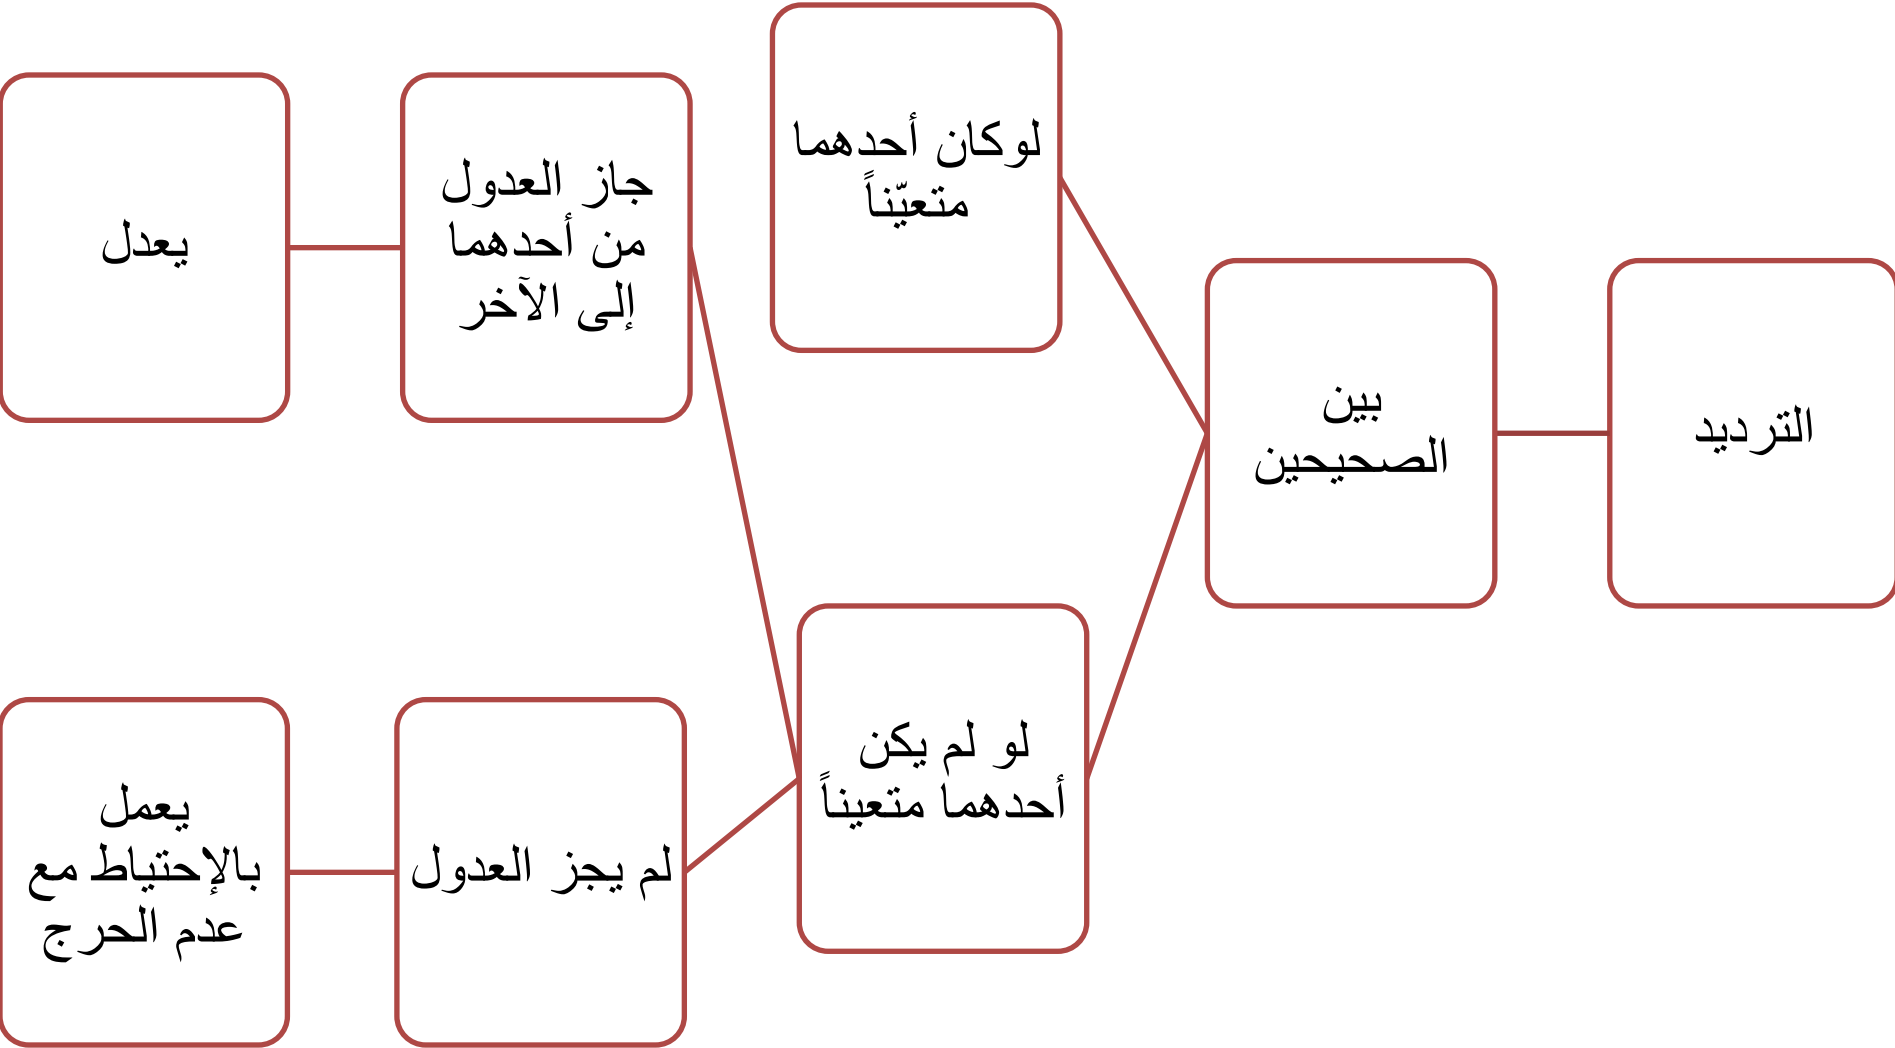 الترديد
بين
الصحيحين
لوكان أحدهما
متعيّناً
لو لم يكن
أحدهما متعيناً
جاز العدول
من أحدهما
إلى الآخر
يعدل
لم يجز العدول
يعمل
بالإحتياط مع
عدم الحرج